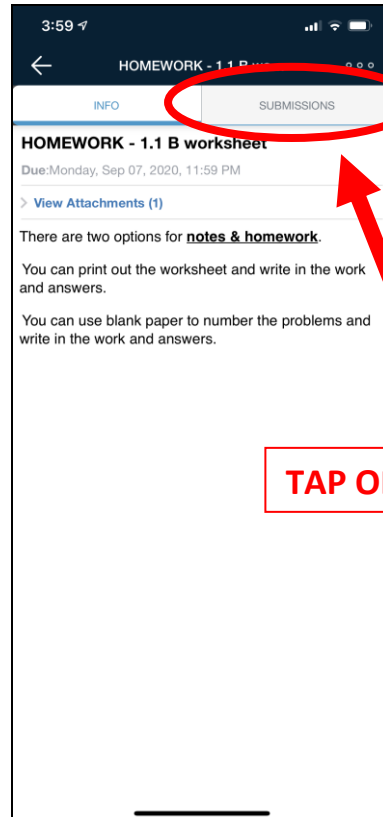 3:59
HOMEWORK - 1.1 B
INFO
SUBMISSIONS
HOMEWORK - 1.1 B worksheet
Due:Monday, Sep 07, 2020, 11:59 PM
> View Attachments (1)
There are two options for notes & homework.
You can print out the worksheet and write in the work
and answers.
You can use blank paper to number the problems and
write in the work and answers.
TAP